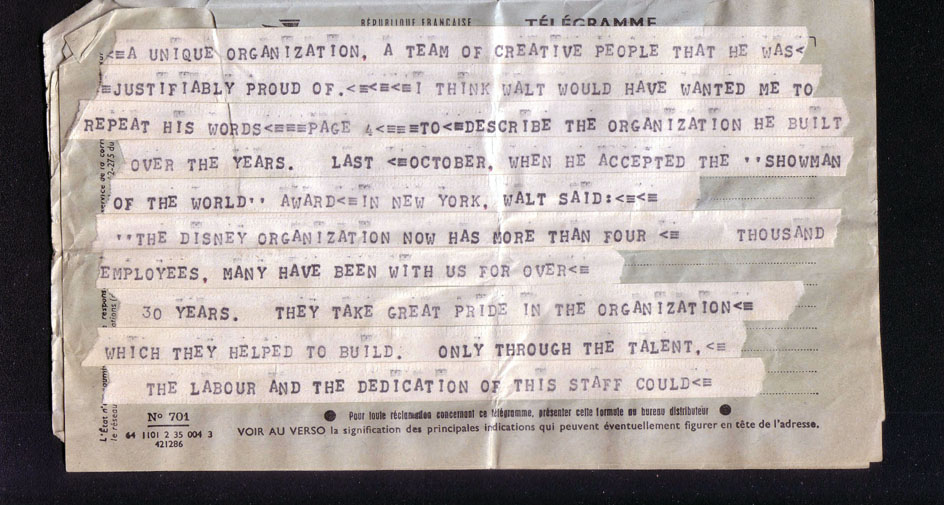 RÉPUBLIQUE FRANÇAISE TÉLÉGRAMME
<≡A UNIQUE ORGANIZATION, A TEAM OF CREATIVE PEOPLE THAT HE WAS<
≡JUSTIFIABLY PROUD OF.<≡<≡<≡I THINK WALT WOULD HAVE WANTED ME TO
REPEAT HIS WORDS<≡≡≡PAGE 4<≡≡≡TO<≡DESCRIBE THE ORGANIZATION HE BUILT
OVER THE YEARS. LAST <≡OCTOBER, WHEN HE ACCEPTED THE ''SHOWMAN
OF THE WORLD'' AWARD<≡IN NEW YORK, WALT SAID:<≡<≡
''THE DISNEY ORGANIZATION NOW HAS MORE THAN FOUR <≡ THOUSAND
EMPLOYEES, MANY HAVE BEEN WITH US FOR OVER<≡
30 YEARS. THEY TAKE GREAT PRIDE IN THE ORGANIZATION<≡
WHICH THEY HELPED TO BUILD. ONLY THROUGH THE TALENT,<≡
THE LABOUR AND THE DEDICATION OF THIS STAFF COULD<≡
No 701
64 1101 2 35 004 3
421286
Pour toute réclamation concernant ce télégramme, présenter cette formule au bureau distributeur
VOIR AU VERSO la signification des principales indications qui peuvent éventuellement figurer en tête de l'adresse.
L'État n'
le réseau